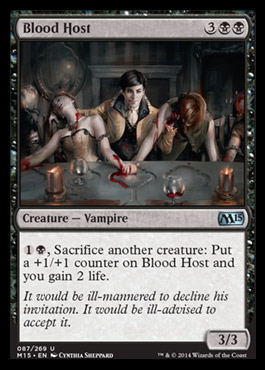 Blood Host 3
Creature — Vampire M15
1, Sacrifice another creature: Put
a +1/+1 counter on Blood Host and
you gain 2 life.
It would be ill-mannered to decline his
invitation. It would be ill-advised to
accept it.
3/3
087/269 U
M15 • EN CYNTHIA SHEPPARD ™ & © 2014 Wizards of the Coast